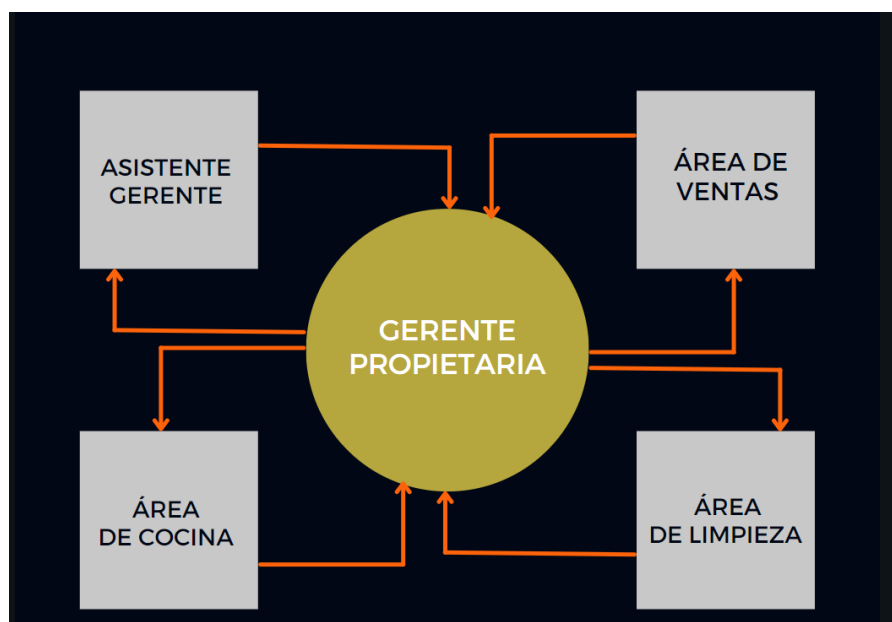 ASISTENTE
GERENTE
ÁREA DE
VENTAS
GERENTE
PROPIETARIA
ÁREA
DE COCINA
ÁREA
DE LIMPIEZA